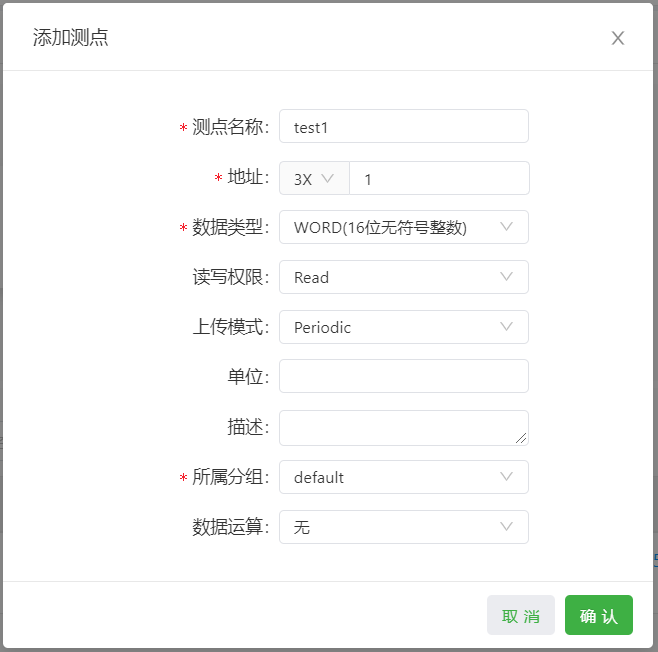 添加测点
* 测点名称: test1
* 地址: 3X 1
* 数据类型: WORD(16位无符号整数)
读写权限: Read
上传模式: Periodic
单位:
描述:
* 所属分组: default
数据运算: 无
取 消 确 认